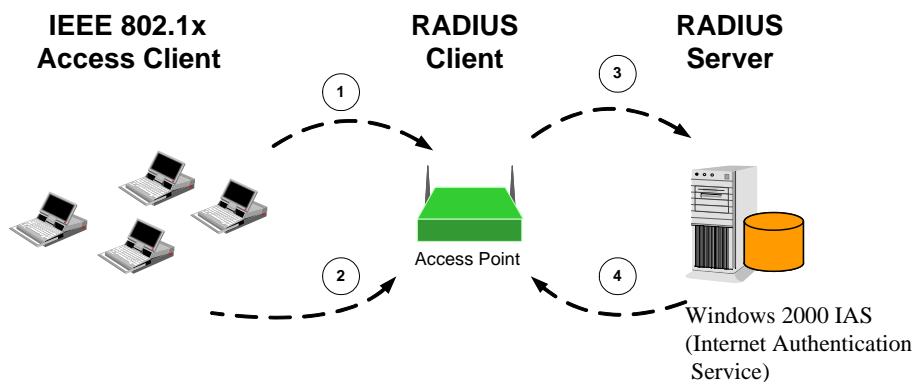 IEEE 802.1x
Access Client
RADIUS
Client
RADIUS
Server
1
3
Access Point
2
4
Windows 2000 IAS
(Internet Authentication
Service)